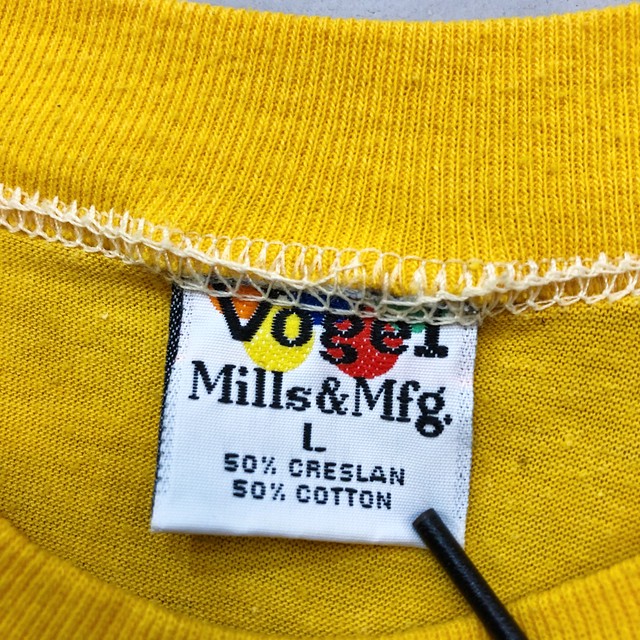 Vogel
Mills & Mfg.
L
50% CRESLAN
50% COTTON